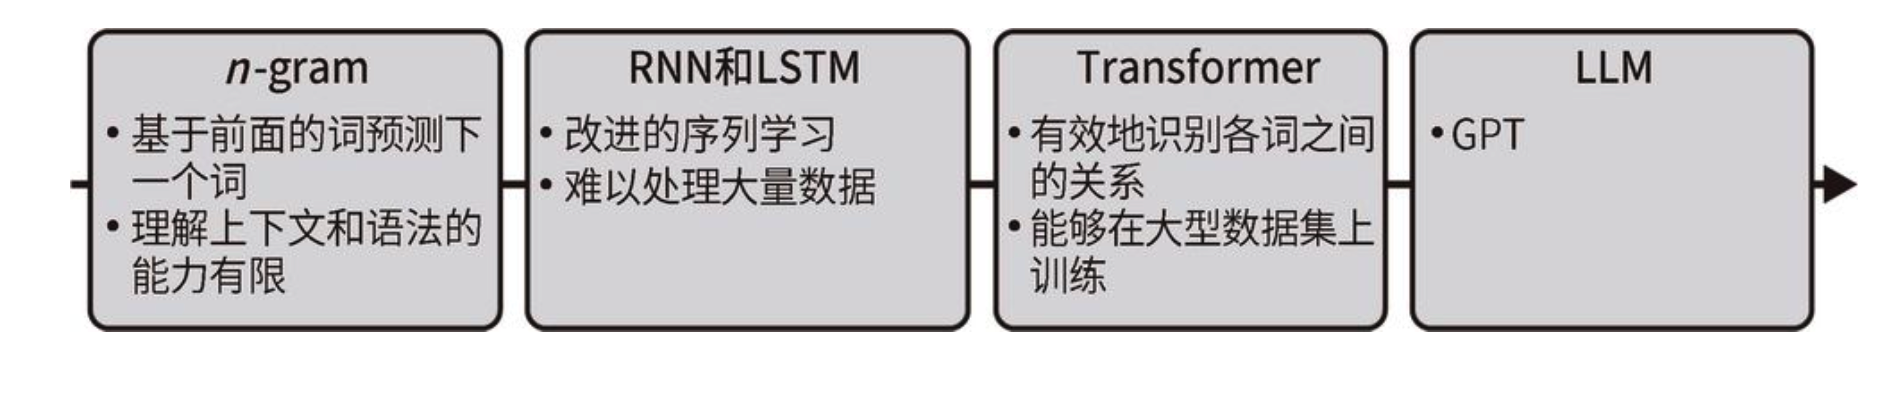 n-gram
• 基于前面的词预测下
一个词
• 理解上下文和语法的
能力有限
RNN和LSTM
• 改进的序列学习
• 难以处理大量数据
Transformer
• 有效地识别各词之间
的关系
• 能够在大型数据集上
训练
LLM
• GPT